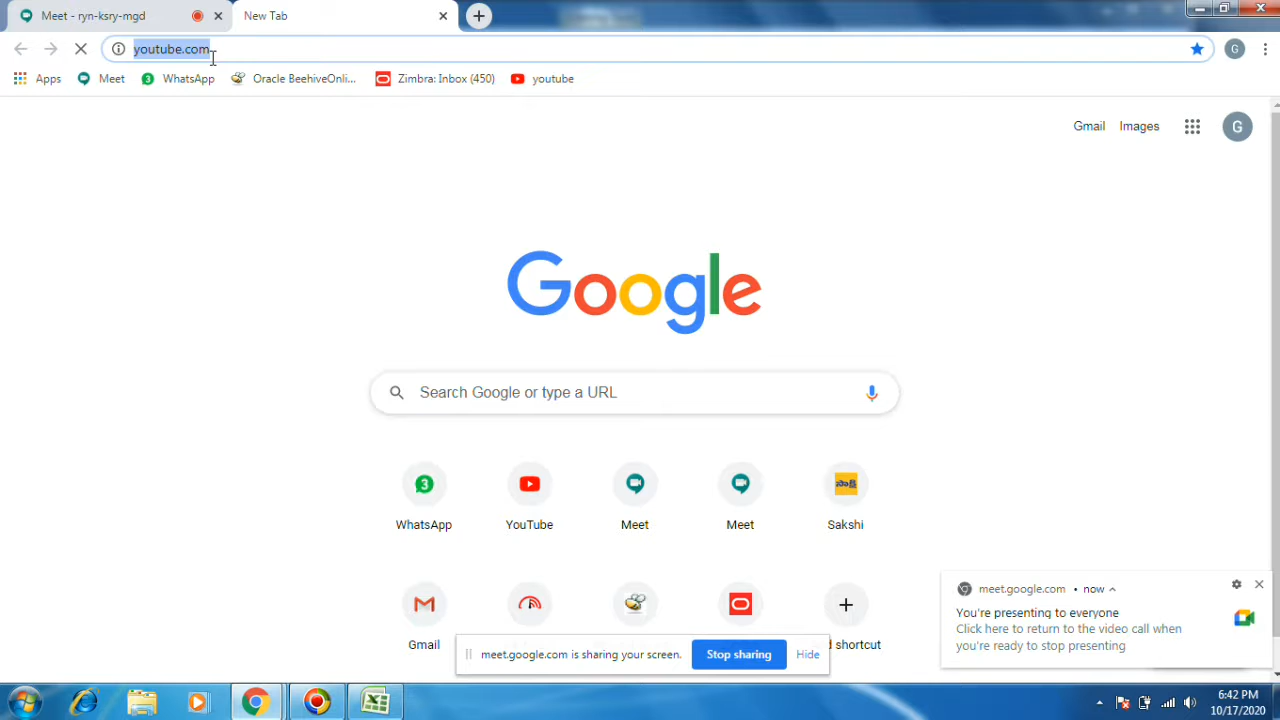 Meet - ryn-ksry-mgd
New Tab
youtube.com
G
Apps
Meet
WhatsApp
Oracle BeehiveOnli...
Zimbra: Inbox (450)
youtube
Gmail
Images
G
Google
Search Google or type a URL
WhatsApp
YouTube
Meet
Meet
Sakshi
సాక్షి
Gmail
d shortcut
meet.google.com is sharing your screen.
Stop sharing
Hide
meet.google.com • now
You're presenting to everyone
Click here to return to the video call when
you're ready to stop presenting
6:42 PM
10/17/2020